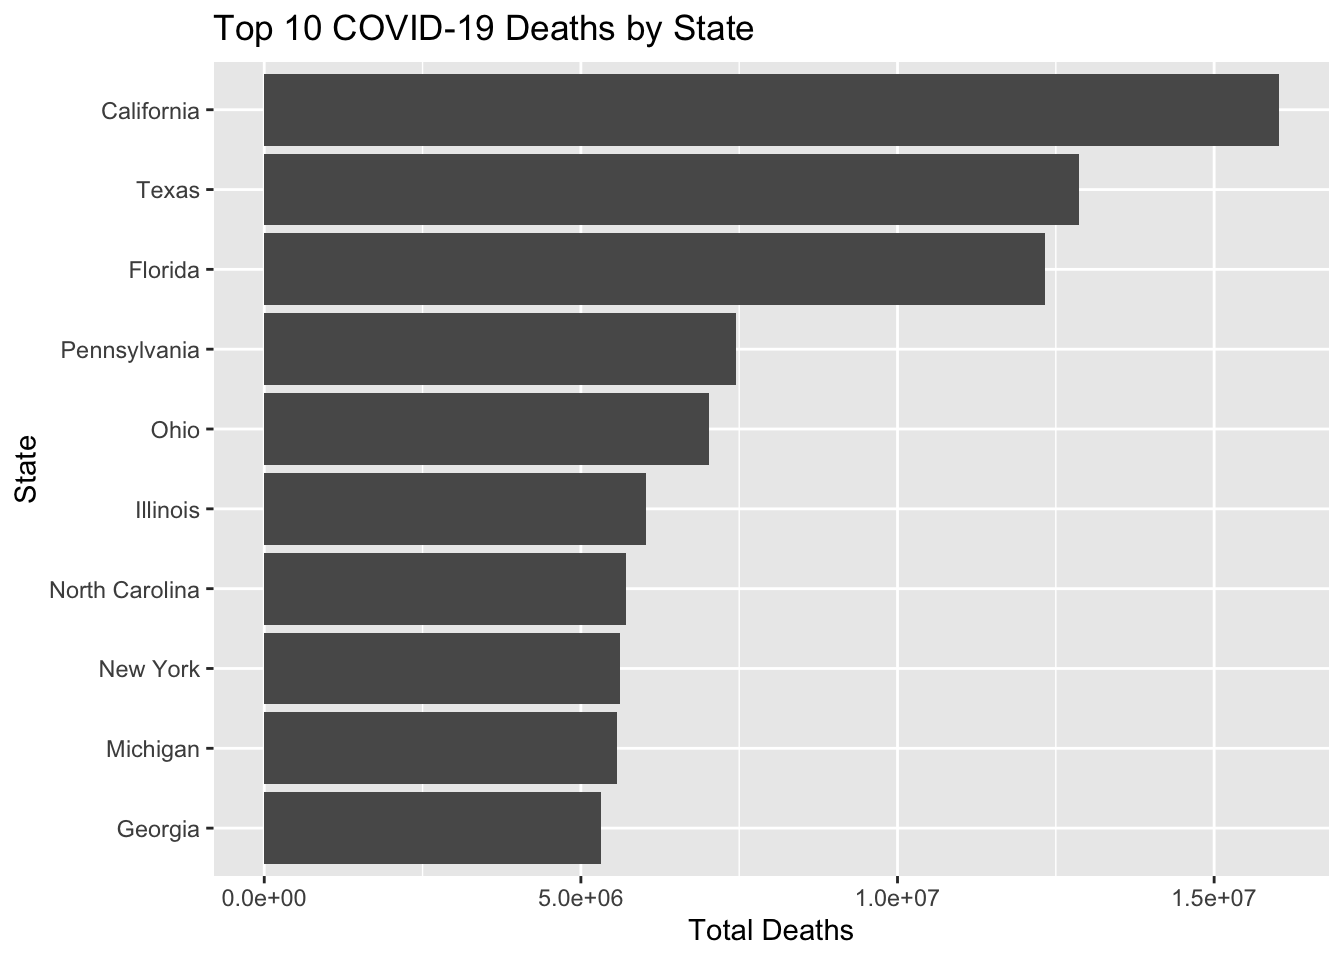 Top 10 COVID-19 Deaths by State
California
Texas
Florida
Pennsylvania
Ohio
Illinois
North Carolina
New York
Michigan
Georgia
State
0.0e+00 5.0e+06 1.0e+07 1.5e+07
Total Deaths